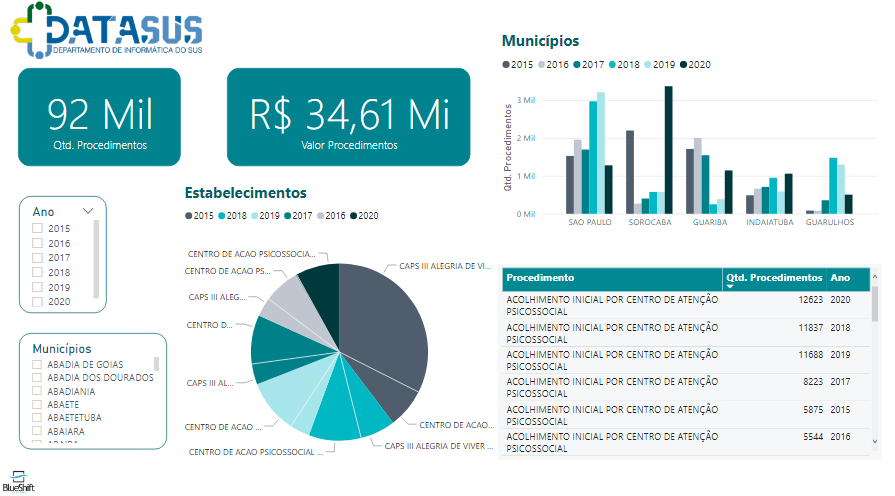 DATASUS
DEPARTAMENTO DE INFORMÁTICA DO SUS
92 Mil
Qtd. Procedimentos
R$ 34,61 Mi
Valor Procedimentos
Ano
2015
2016
2017
2018
2019
2020
Municípios
ABADIA DE GOIAS
ABADIA DOS DOURADOS
ABADIANIA
ABAETE
ABAETETUBA
ABAIARA
Estabelecimentos
2015 2018 2019 2017 2016 2020
CENTRO DE ACAO PSICOSSOCIA...
CAPS III ALEGRIA DE VI...
CENTRO DE ACAO PS...
CAPS III ALEG...
CENTRO D...
CAPS III AL...
CENTRO DE ACAO ...
CENTRO DE ACAO PSICOSSOCIAL ...
CENTRO DE ACAO...
CAPS III ALEGRIA DE VIVER ...
Municípios
2015 2016 2017 2018 2019 2020
Qtd. Procedimentos
3 Mil
2 Mil
1 Mil
0 Mil
SAO PAULO SOROCABA GUARIBA INDAIATUBA GUARULHOS
Procedimento Qtd. Procedimentos Ano
ACOLHIMENTO INICIAL POR CENTRO DE ATENÇÃO 12623 2020
PSICOSSOCIAL
ACOLHIMENTO INICIAL POR CENTRO DE ATENÇÃO 11837 2018
PSICOSSOCIAL
ACOLHIMENTO INICIAL POR CENTRO DE ATENÇÃO 11688 2019
PSICOSSOCIAL
ACOLHIMENTO INICIAL POR CENTRO DE ATENÇÃO 8223 2017
PSICOSSOCIAL
ACOLHIMENTO INICIAL POR CENTRO DE ATENÇÃO 5875 2015
PSICOSSOCIAL
ACOLHIMENTO INICIAL POR CENTRO DE ATENÇÃO 5544 2016
PSICOSSOCIAL
BlueShift